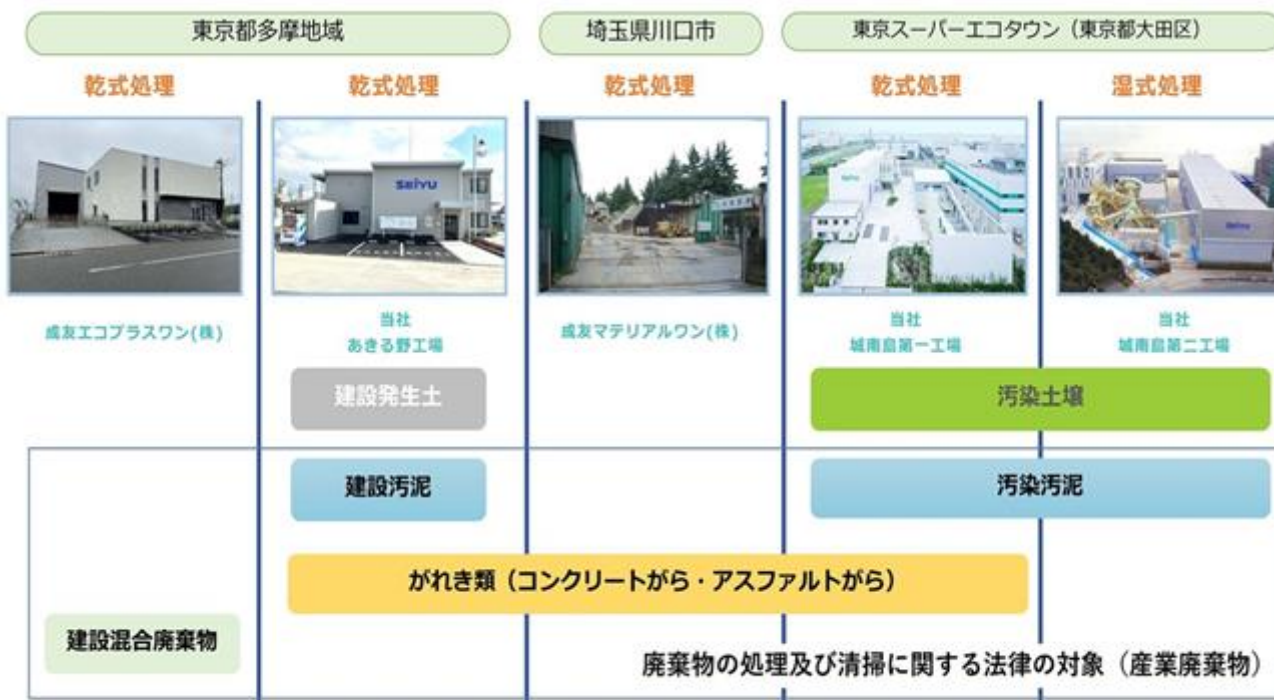 東京都多摩地域
埼玉県川口市
東京スーパーエコタウン（東京都大田区）
乾式処理
乾式処理
乾式処理
乾式処理
湿式処理
SEIYU
SEIYU
SEIYU
成友エコプラスワン(株)
当社
あきる野工場
成友マテリアルワン(株)
当社
城南島第一工場
当社
城南島第二工場
建設発生土
汚染土壌
建設汚泥
汚染汚泥
がれき類（コンクリートがら・アスファルトがら）
建設混合廃棄物
廃棄物の処理及び清掃に関する法律の対象（産業廃棄物）